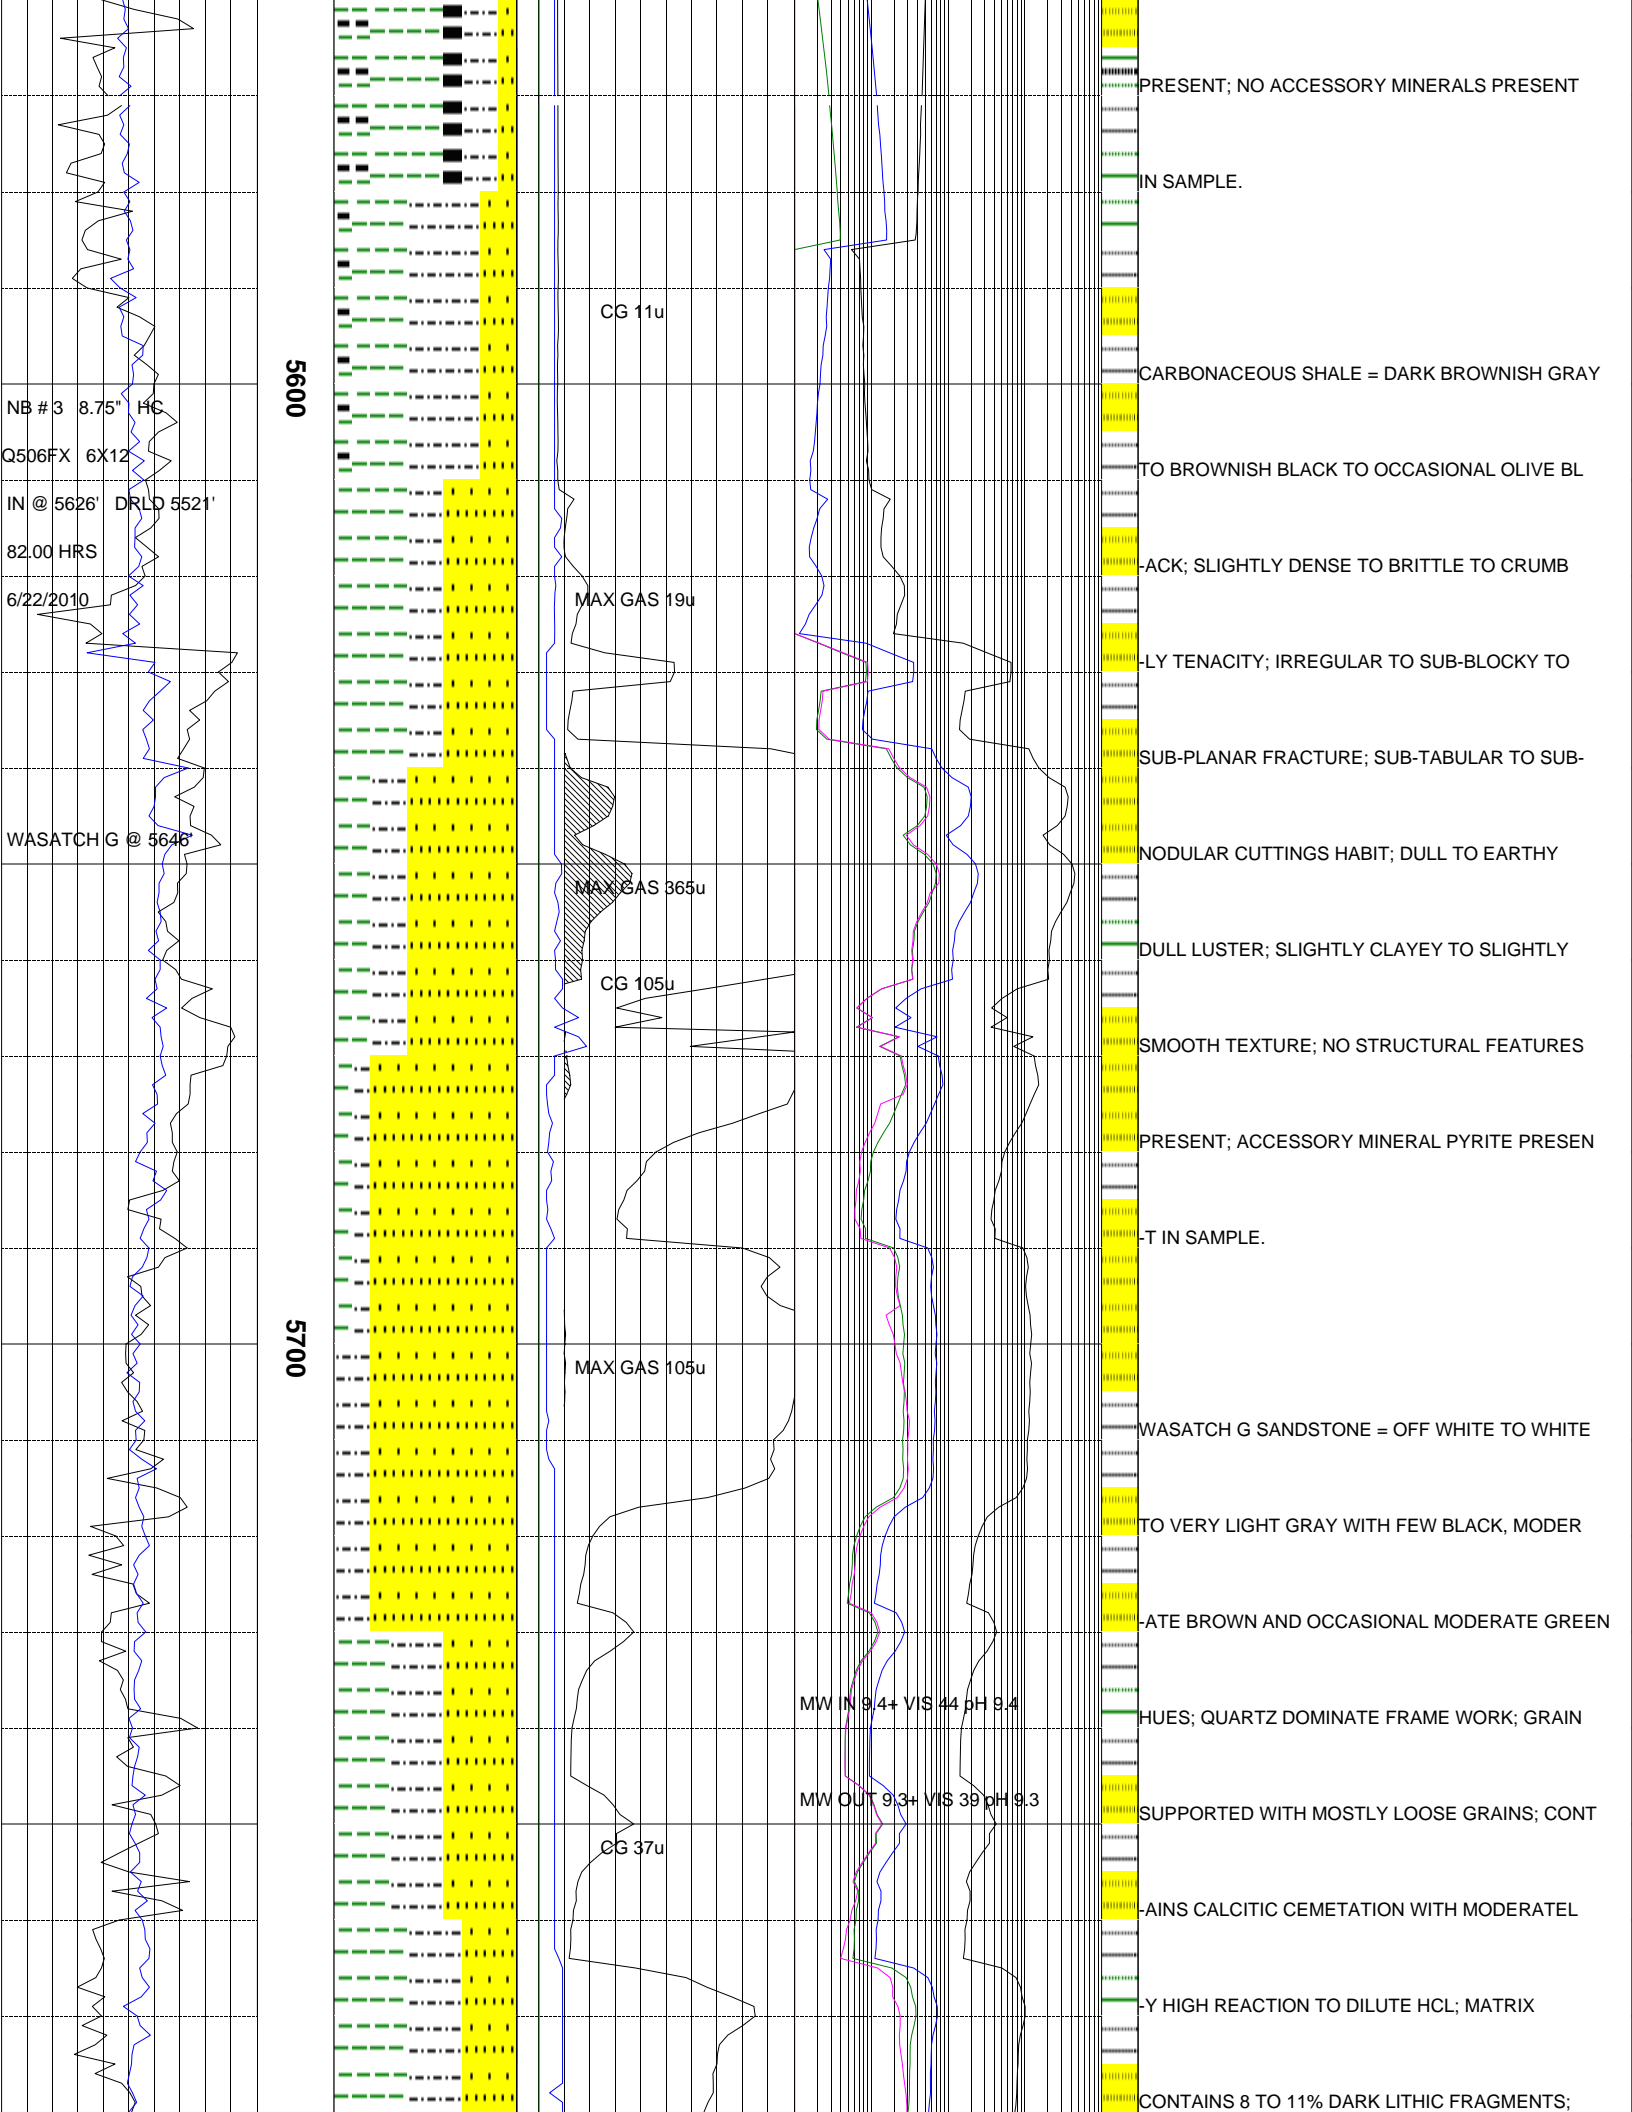 PRESENT; NO ACCESSORY MINERALS PRESENT
IN SAMPLE.
CG 11u
CARBONACEOUS SHALE = DARK BROWNISH GRAY
5600
NB # 3 8.75" HC
Q506FX 6X12
TO BROWNISH BLACK TO OCCASIONAL OLIVE BL
IN @ 5626' DRLD 5521'
82.00 HRS
-ACK; SLIGHTLY DENSE TO BRITTLE TO CRUMB
6/22/2010
MAX GAS 19u
-LY TENACITY; IRREGULAR TO SUB-BLOCKY TO
SUB-PLANAR FRACTURE; SUB-TABULAR TO SUB-
WASATCH G @ 5646'
NODULAR CUTTINGS HABIT; DULL TO EARTHY
MAX GAS 365u
DULL LUSTER; SLIGHTLY CLAYEY TO SLIGHTLY
CG 105u
SMOOTH TEXTURE; NO STRUCTURAL FEATURES
PRESENT; ACCESSORY MINERAL PYRITE PRESEN
-T IN SAMPLE.
5700
MAX GAS 105u
WASATCH G SANDSTONE = OFF WHITE TO WHITE
TO VERY LIGHT GRAY WITH FEW BLACK, MODER
-ATE BROWN AND OCCASIONAL MODERATE GREEN
MW IN 9.4+ VIS 44 pH 9.4
HUES; QUARTZ DOMINATE FRAME WORK; GRAIN
MW OUT 9.3+ VIS 39 pH 9.3
SUPPORTED WITH MOSTLY LOOSE GRAINS; CONT
CG 37u
-AINS CALCITIC CEMETATION WITH MODERATEL
-Y HIGH REACTION TO DILUTE HCL; MATRIX
CONTAINS 8 TO 11% DARK LITHIC FRAGMENTS;